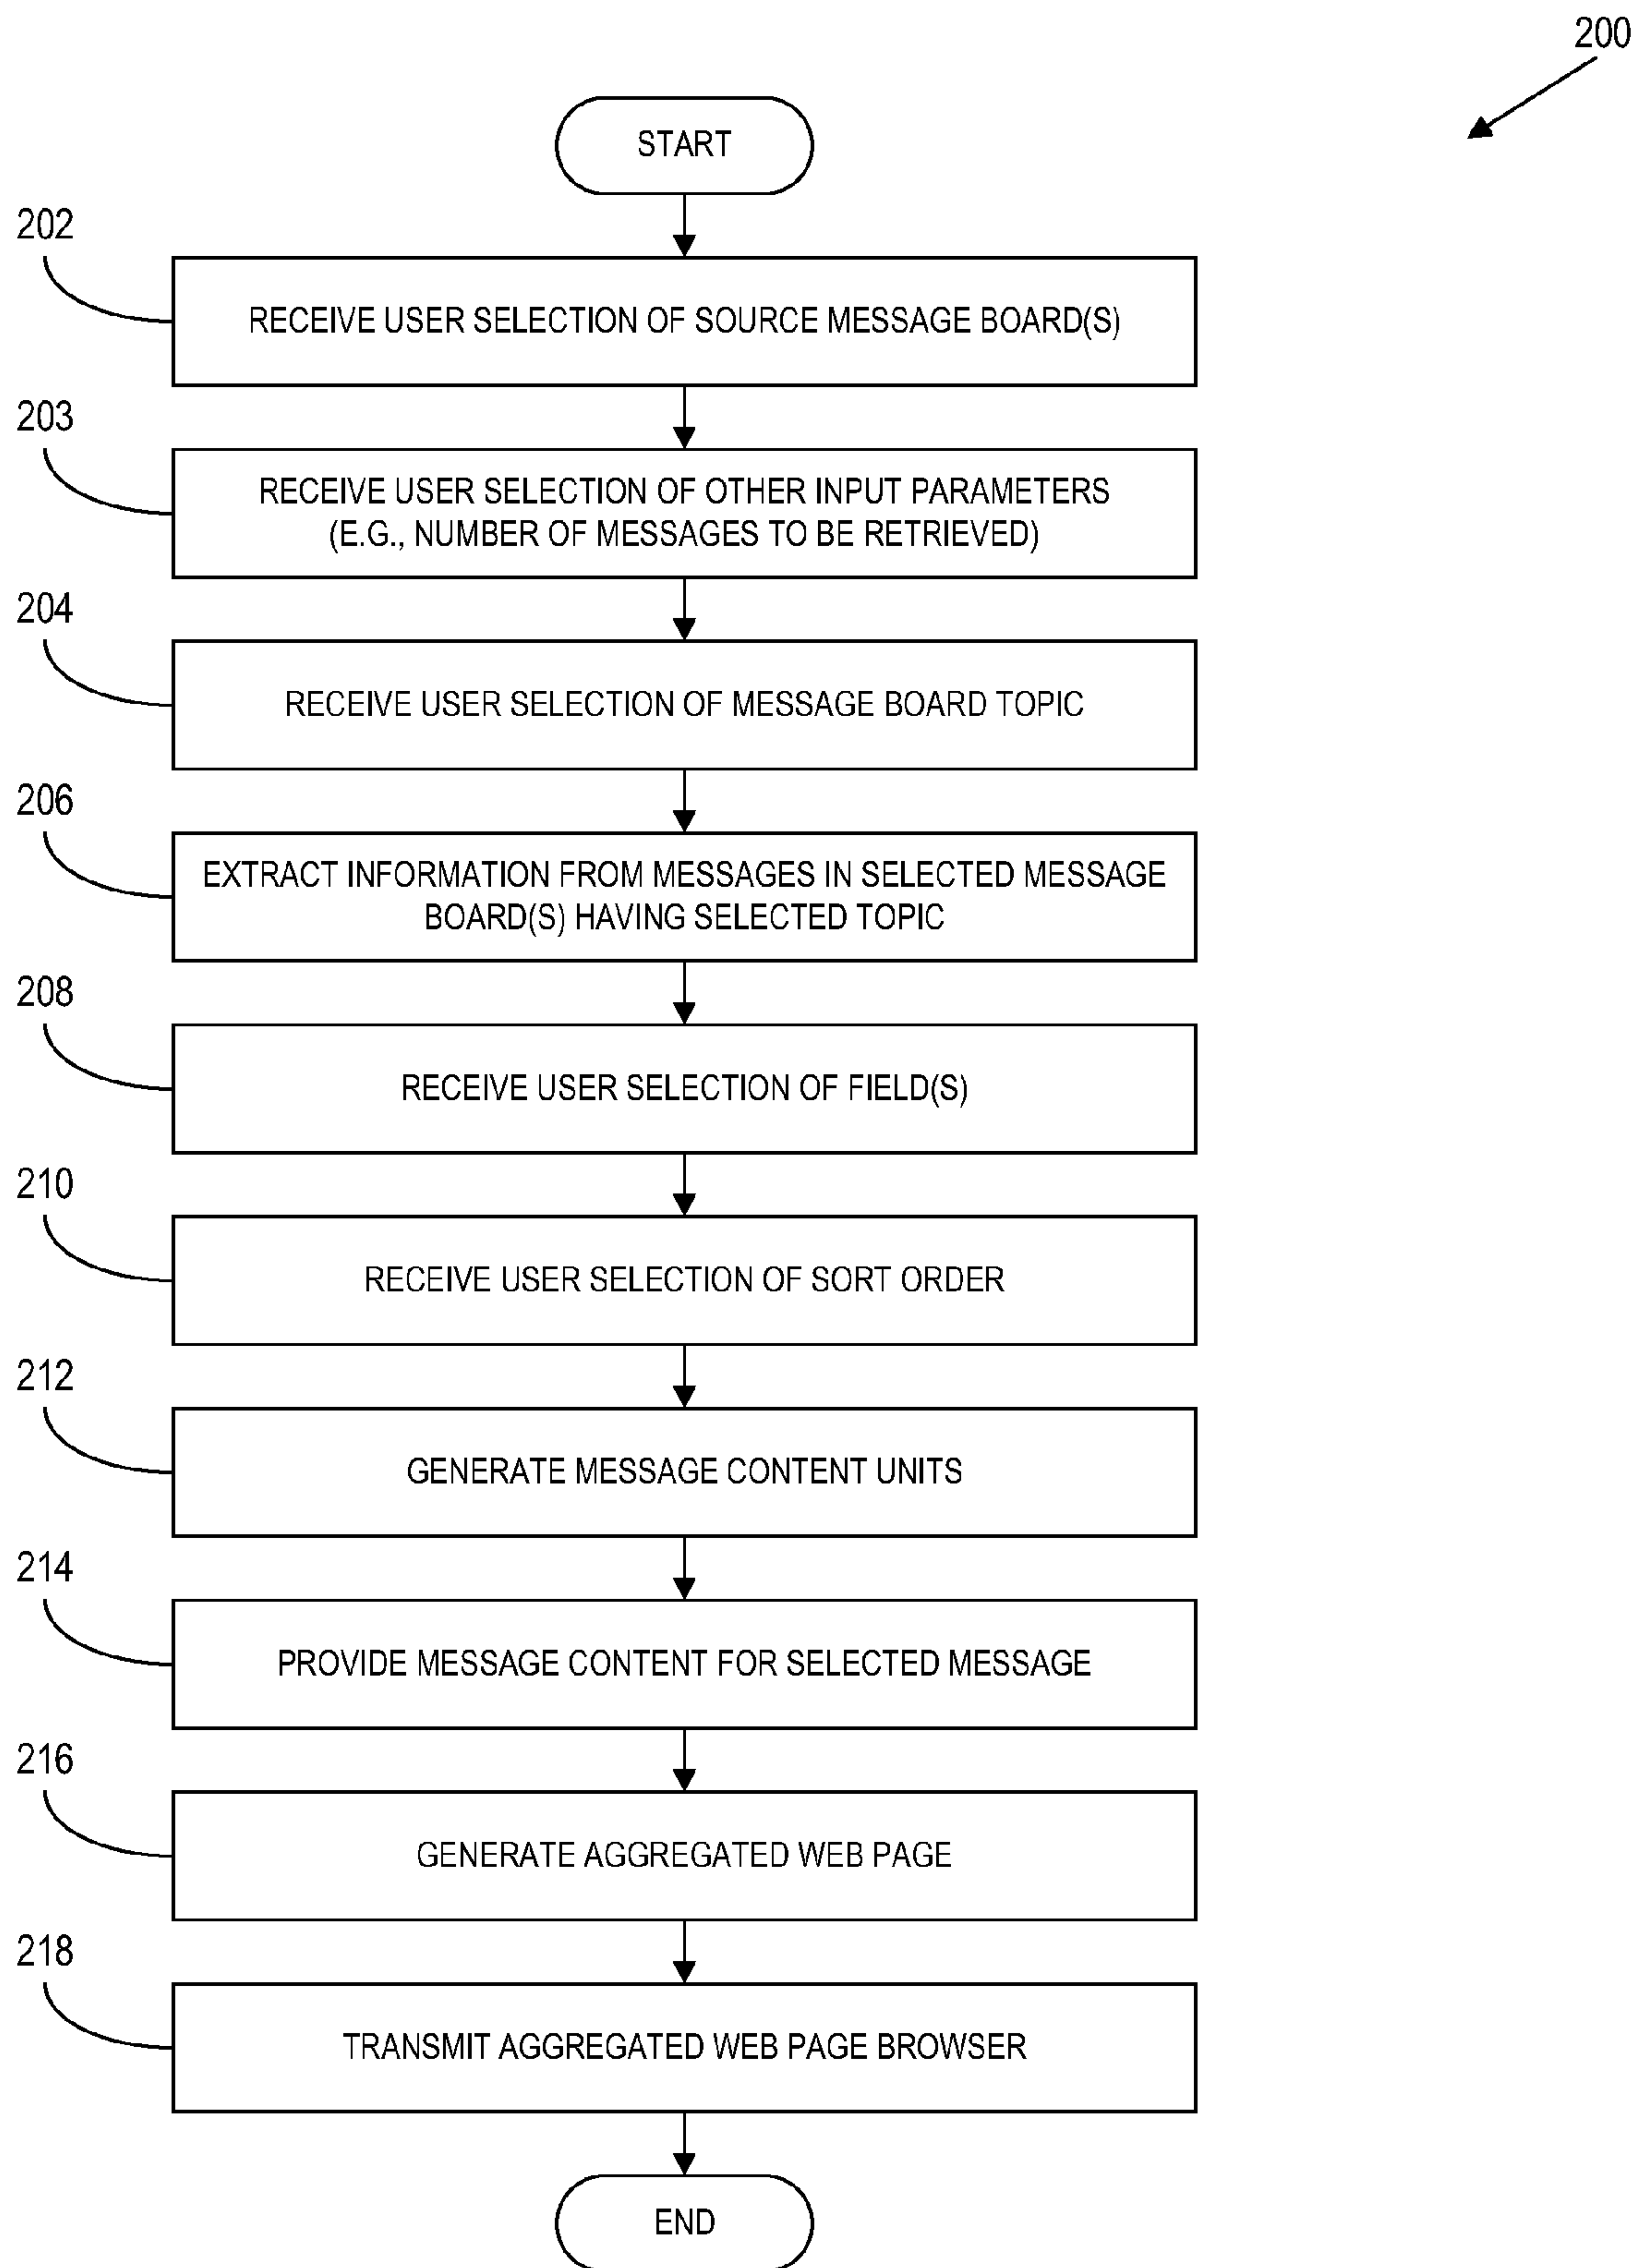 200
START
202
RECEIVE USER SELECTION OF SOURCE MESSAGE BOARD(S)
203
RECEIVE USER SELECTION OF OTHER INPUT PARAMETERS
(E.G., NUMBER OF MESSAGES TO BE RETRIEVED)
204
RECEIVE USER SELECTION OF MESSAGE BOARD TOPIC
206
EXTRACT INFORMATION FROM MESSAGES IN SELECTED MESSAGE
BOARD(S) HAVING SELECTED TOPIC
208
RECEIVE USER SELECTION OF FIELD(S)
210
RECEIVE USER SELECTION OF SORT ORDER
212
GENERATE MESSAGE CONTENT UNITS
214
PROVIDE MESSAGE CONTENT FOR SELECTED MESSAGE
216
GENERATE AGGREGATED WEB PAGE
218
TRANSMIT AGGREGATED WEB PAGE BROWSER
END